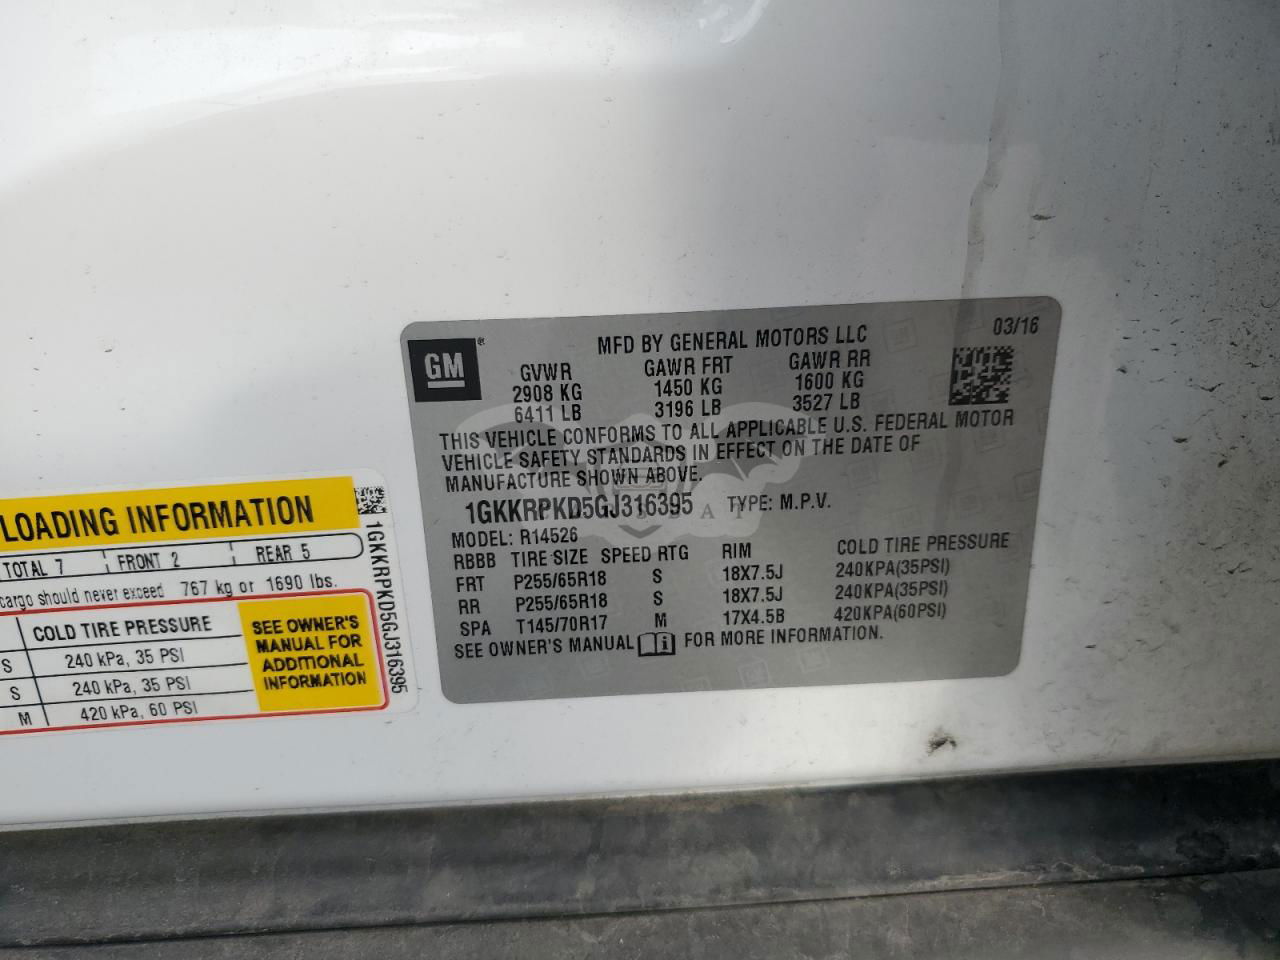 GM ®
MFD BY GENERAL MOTORS LLC
03/16
GVWR GAWR FRT GAWR RR
2908 KG 1450 KG 1600 KG
6411 LB 3196 LB 3527 LB
THIS VEHICLE CONFORMS TO ALL APPLICABLE U.S. FEDERAL MOTOR
VEHICLE SAFETY STANDARDS IN EFFECT ON THE DATE OF
MANUFACTURE SHOWN ABOVE.
1GKKRPKD5GJ316395 TYPE: M.P.V.
MODEL: R14526
RBBB TIRE SIZE SPEED RTG RIM COLD TIRE PRESSURE
FRT P255/65R18 S 18X7.5J 240KPA(35PSI)
RR P255/65R18 S 18X7.5J 240KPA(35PSI)
SPA T145/70R17 M 17X4.5B 420KPA(60PSI)
SEE OWNER'S MANUAL FOR MORE INFORMATION.
LOADING INFORMATION
TOTAL 7 FRONT 2 REAR 5
cargo should never exceed 767 kg or 1690 lbs.
COLD TIRE PRESSURE
S 240 kPa, 35 PSI
S 240 kPa, 35 PSI
M 420 kPa, 60 PSI
SEE OWNER'S
MANUAL FOR
ADDITIONAL
INFORMATION
1GKKRPKD5GJ316395